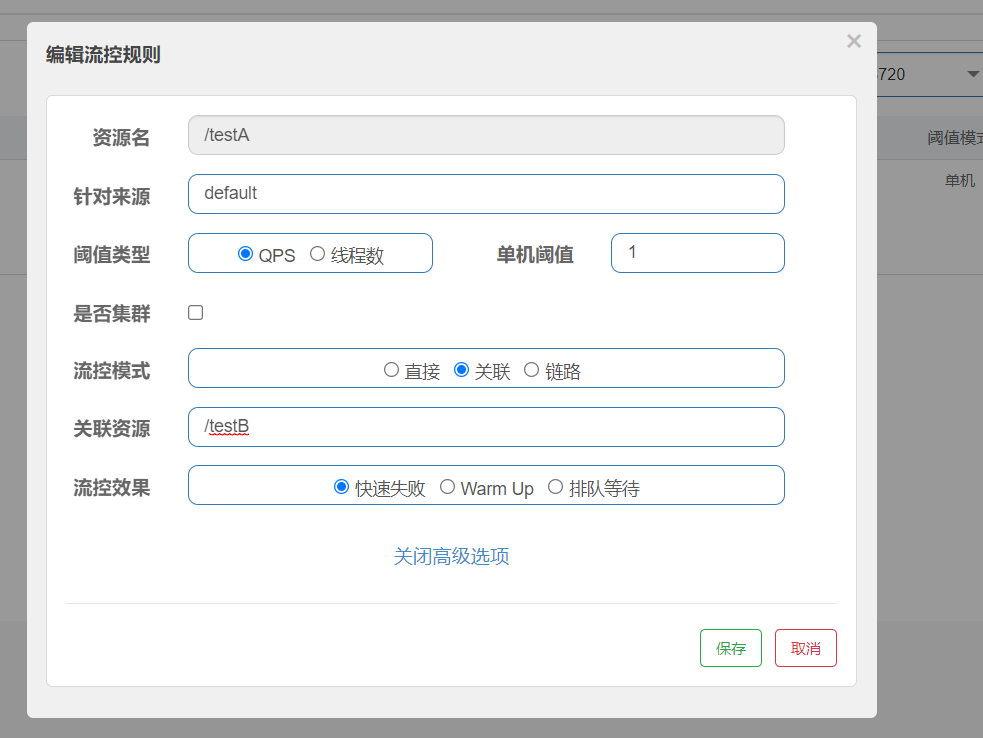 编辑流控规则 ×
720
阈值模式
单机
资源名 /testA
针对来源 default
阈值类型 QPS 线程数 单机阈值 1
是否集群
流控模式 直接 关联 链路
关联资源 /testB
流控效果 快速失败 Warm Up 排队等待
关闭高级选项
保存 取消